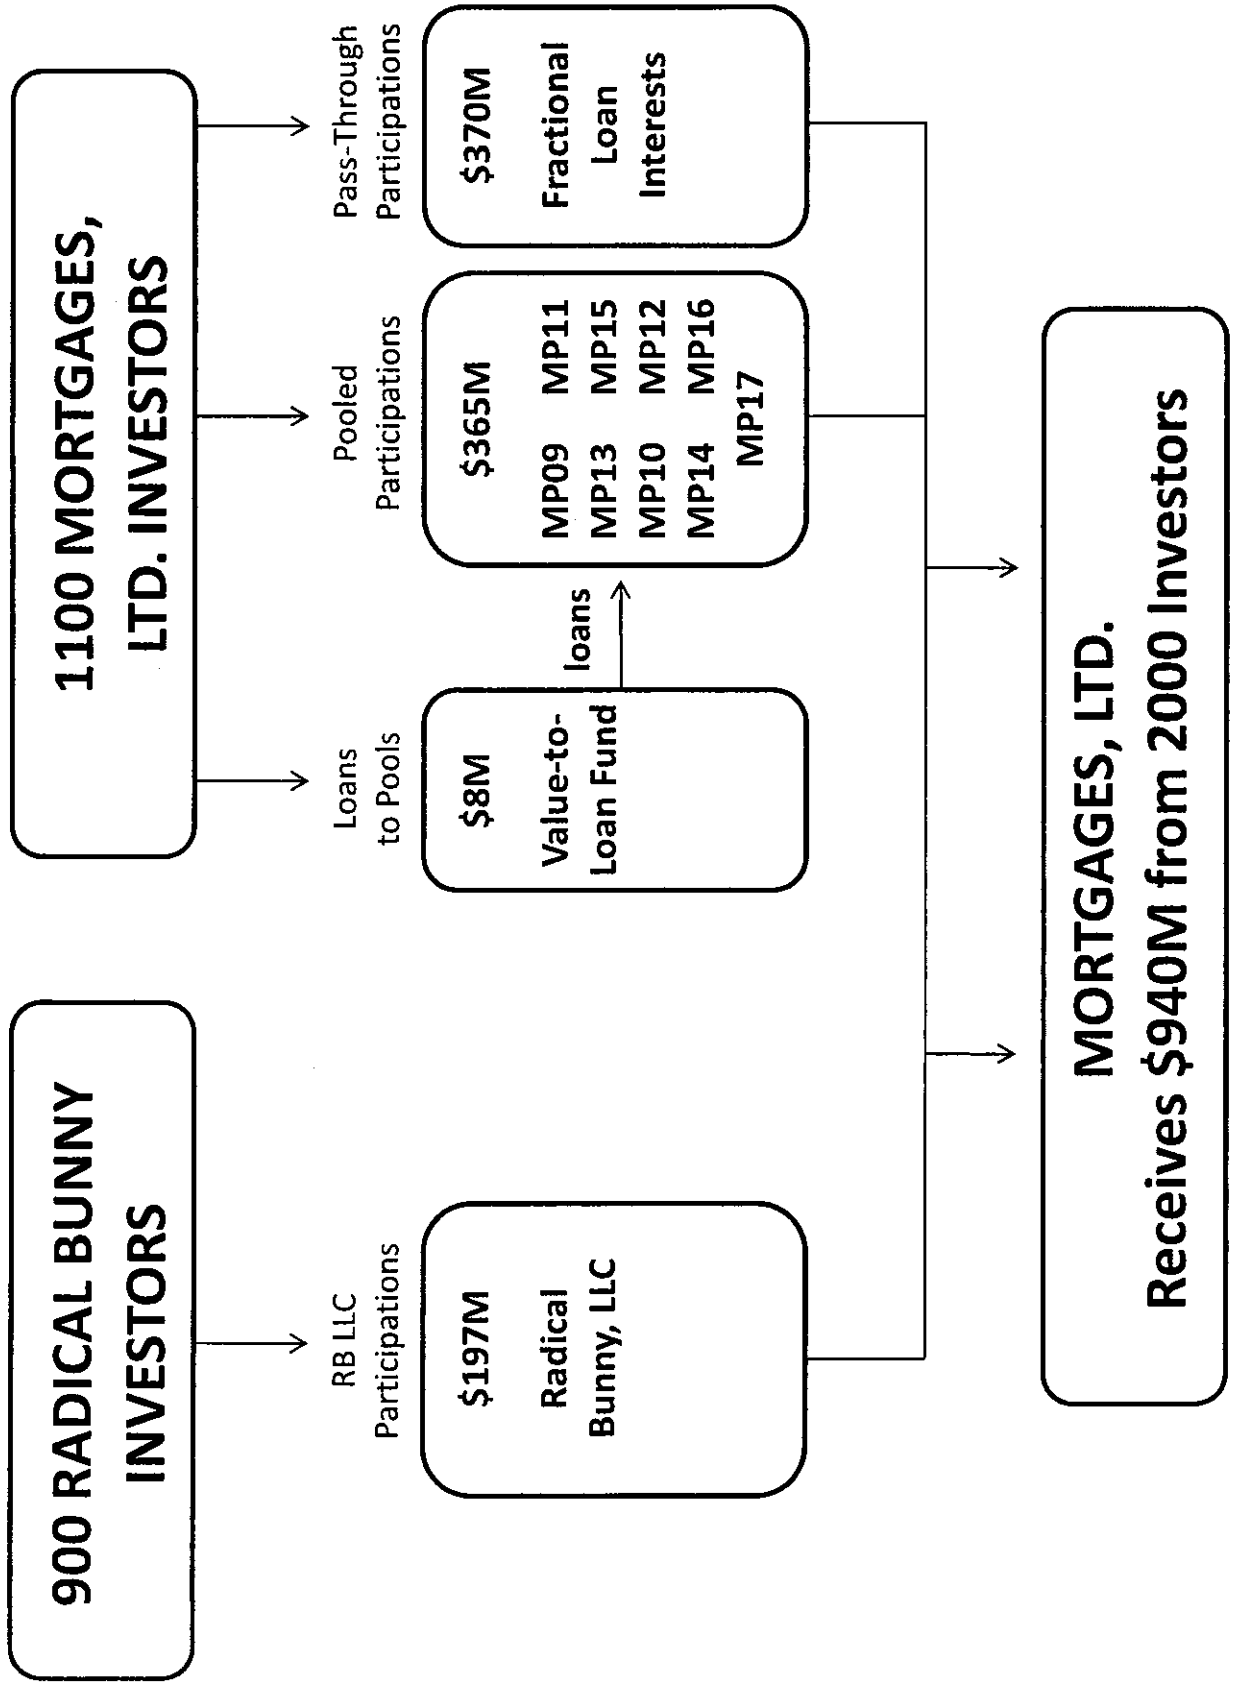 900 RADICAL BUNNY
INVESTORS
1100 MORTGAGES,
LTD. INVESTORS
RB LLC
Participations
$197M
Radical
Bunny, LLC
Loans
to Pools
$8M
Value-to-
Loan Fund
loans
Pooled
Participations
$365M
MP09 MP11
MP13 MP15
MP10 MP12
MP14 MP16
MP17
Pass-Through
Participations
$370M
Fractional
Loan
Interests
MORTGAGES, LTD.
Receives $940M from 2000 Investors